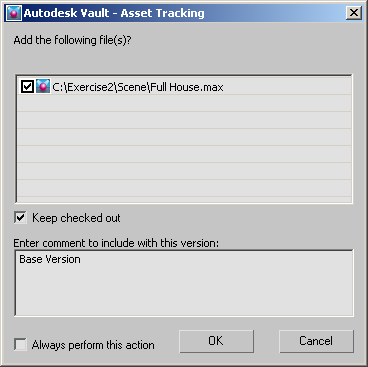 Autodesk Vault - Asset Tracking
Add the following file(s)?
C:\Exercise2\Scene\Full House.max
Keep checked out
Enter comment to include with this version:
Base Version
Always perform this action
OK
Cancel